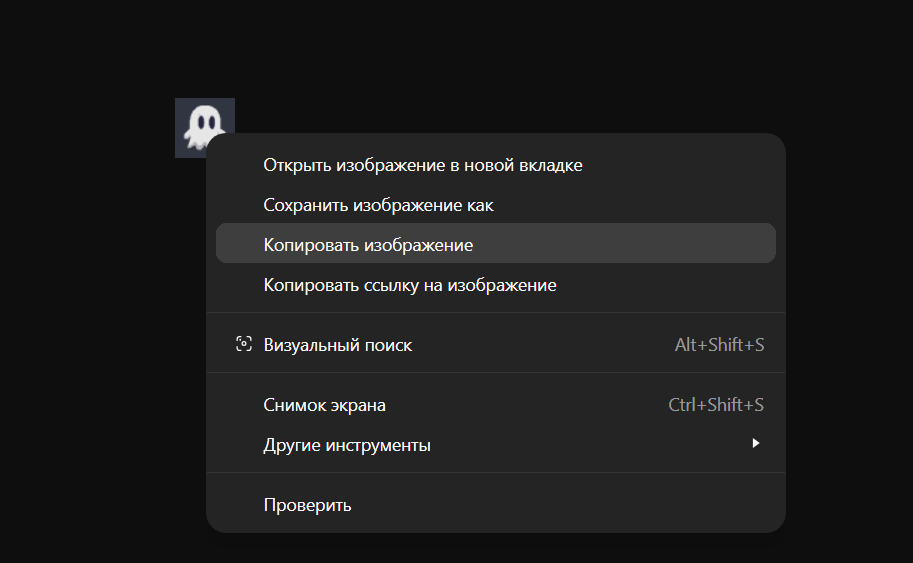 Открыть изображение в новой вкладке
Сохранить изображение как
Копировать изображение
Копировать ссылку на изображение
Визуальный поиск Alt+Shift+S
Снимок экрана Ctrl+Shift+S
Другие инструменты
Проверить